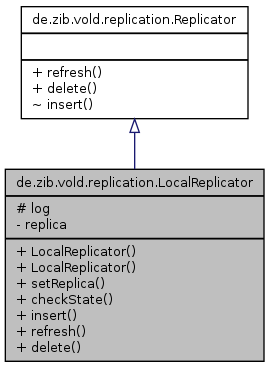 de.zib.vold.replication.Replicator
+ refresh()
+ delete()
~ insert()
de.zib.vold.replication.LocalReplicator
# log
- replica
+ LocalReplicator()
+ LocalReplicator()
+ setReplica()
+ checkState()
+ insert()
+ refresh()
+ delete()